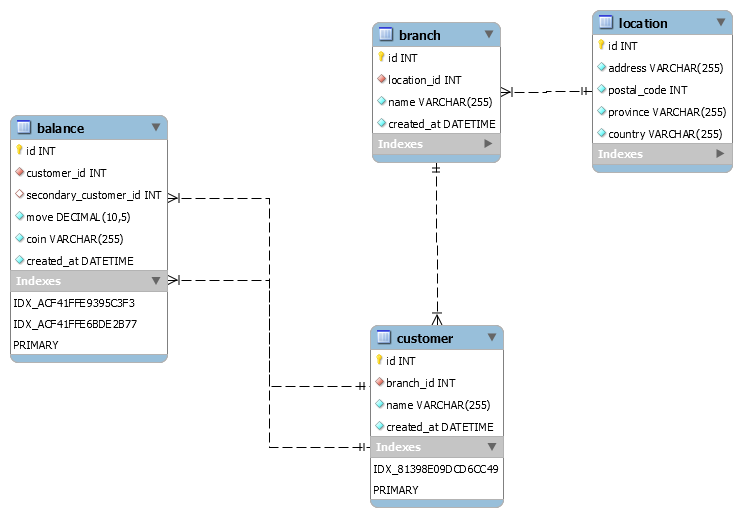 branch
id INT
location_id INT
name VARCHAR(255)
created_at DATETIME
Indexes
location
id INT
address VARCHAR(255)
postal_code INT
province VARCHAR(255)
country VARCHAR(255)
Indexes
balance
id INT
customer_id INT
secondary_customer_id INT
move DECIMAL(10,5)
coin VARCHAR(255)
created_at DATETIME
Indexes
IDX_ACF41FFE9395C3F3
IDX_ACF41FFE6BDE2B77
PRIMARY
customer
id INT
branch_id INT
name VARCHAR(255)
created_at DATETIME
Indexes
IDX_81398E09DCD6CC49
PRIMARY